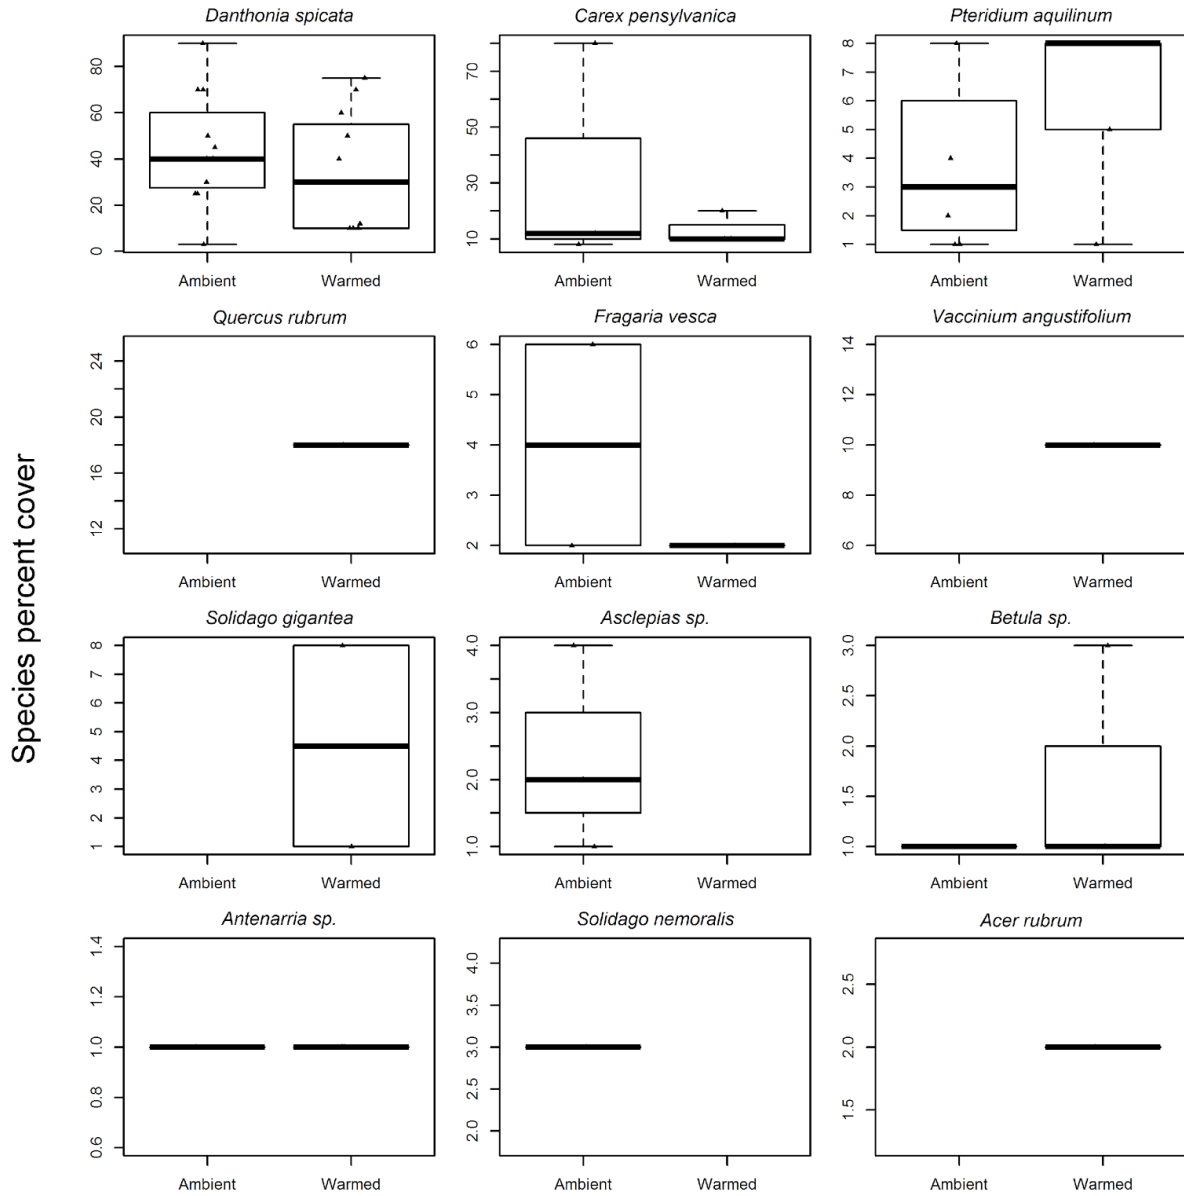 Species percent cover
Danthonia spicata
0 20 40 60 80
Ambient Warmed
Carex pensylvanica
10 30 50 70
Ambient Warmed
Pteridium aquilinum
1 2 3 4 5 6 7 8
Ambient Warmed
Quercus rubrum
12 16 20 24
Ambient Warmed
Fragaria vesca
2 3 4 5 6
Ambient Warmed
Vaccinium angustifolium
6 8 10 12 14
Ambient Warmed
Solidago gigantea
1 2 3 4 5 6 7 8
Ambient Warmed
Asclepias sp.
1.0 2.0 3.0 4.0
Ambient Warmed
Betula sp.
1.0 1.5 2.0 2.5 3.0
Ambient Warmed
Antenarria sp.
0.6 0.8 1.0 1.2 1.4
Ambient Warmed
Solidago nemoralis
2.0 2.5 3.0 3.5 4.0
Ambient Warmed
Acer rubrum
1.5 2.0 2.5
Ambient Warmed